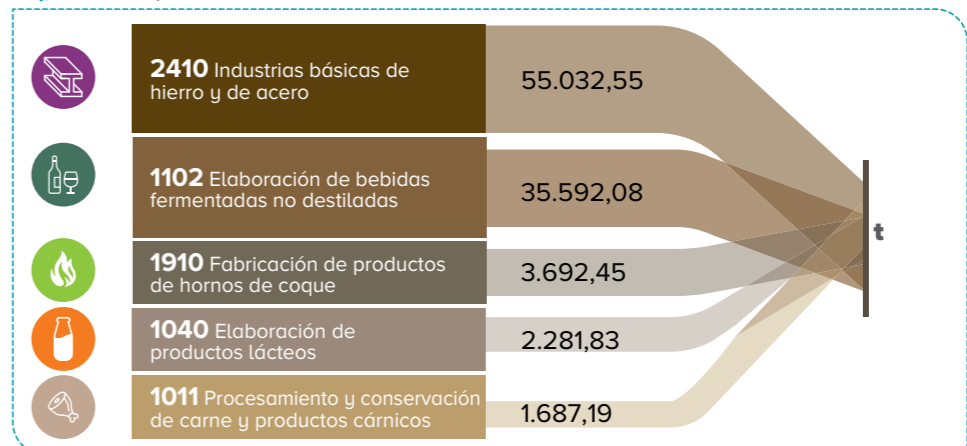 2410 Industrias básicas de
hierro y de acero
55.032,55
1102 Elaboración de bebidas
fermentadas no destiladas
35.592,08
1910 Fabricación de productos
de hornos de coque
3.692,45
1040 Elaboración de
productos lácteos
2.281,83
1011 Procesamiento y conservación
de carne y productos cárnicos
1.687,19
t